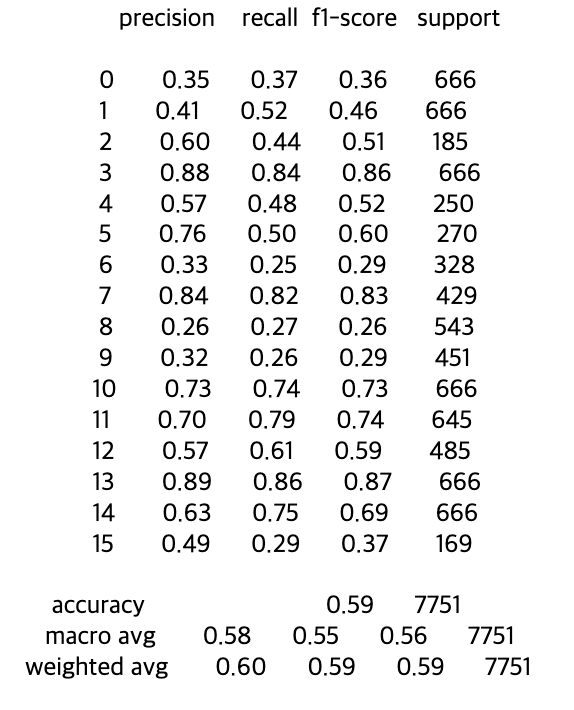 precision recall f1-score support
0 0.35 0.37 0.36 666
1 0.41 0.52 0.46 666
2 0.60 0.44 0.51 185
3 0.88 0.84 0.86 666
4 0.57 0.48 0.52 250
5 0.76 0.50 0.60 270
6 0.33 0.25 0.29 328
7 0.84 0.82 0.83 429
8 0.26 0.27 0.26 543
9 0.32 0.26 0.29 451
10 0.73 0.74 0.73 666
11 0.70 0.79 0.74 645
12 0.57 0.61 0.59 485
13 0.89 0.86 0.87 666
14 0.63 0.75 0.69 666
15 0.49 0.29 0.37 169
accuracy 0.59 7751
macro avg 0.58 0.55 0.56 7751
weighted avg 0.60 0.59 0.59 7751